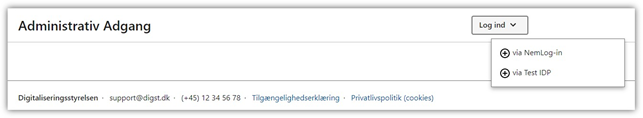 Administrativ Adgang
Log ind
via NemLog-in
via Test IDP
Digitaliseringsstyrelsen · support@digst.dk · (+45) 12 34 56 78 · Tilgængelighedserklæring · Privatlivspolitik (cookies)